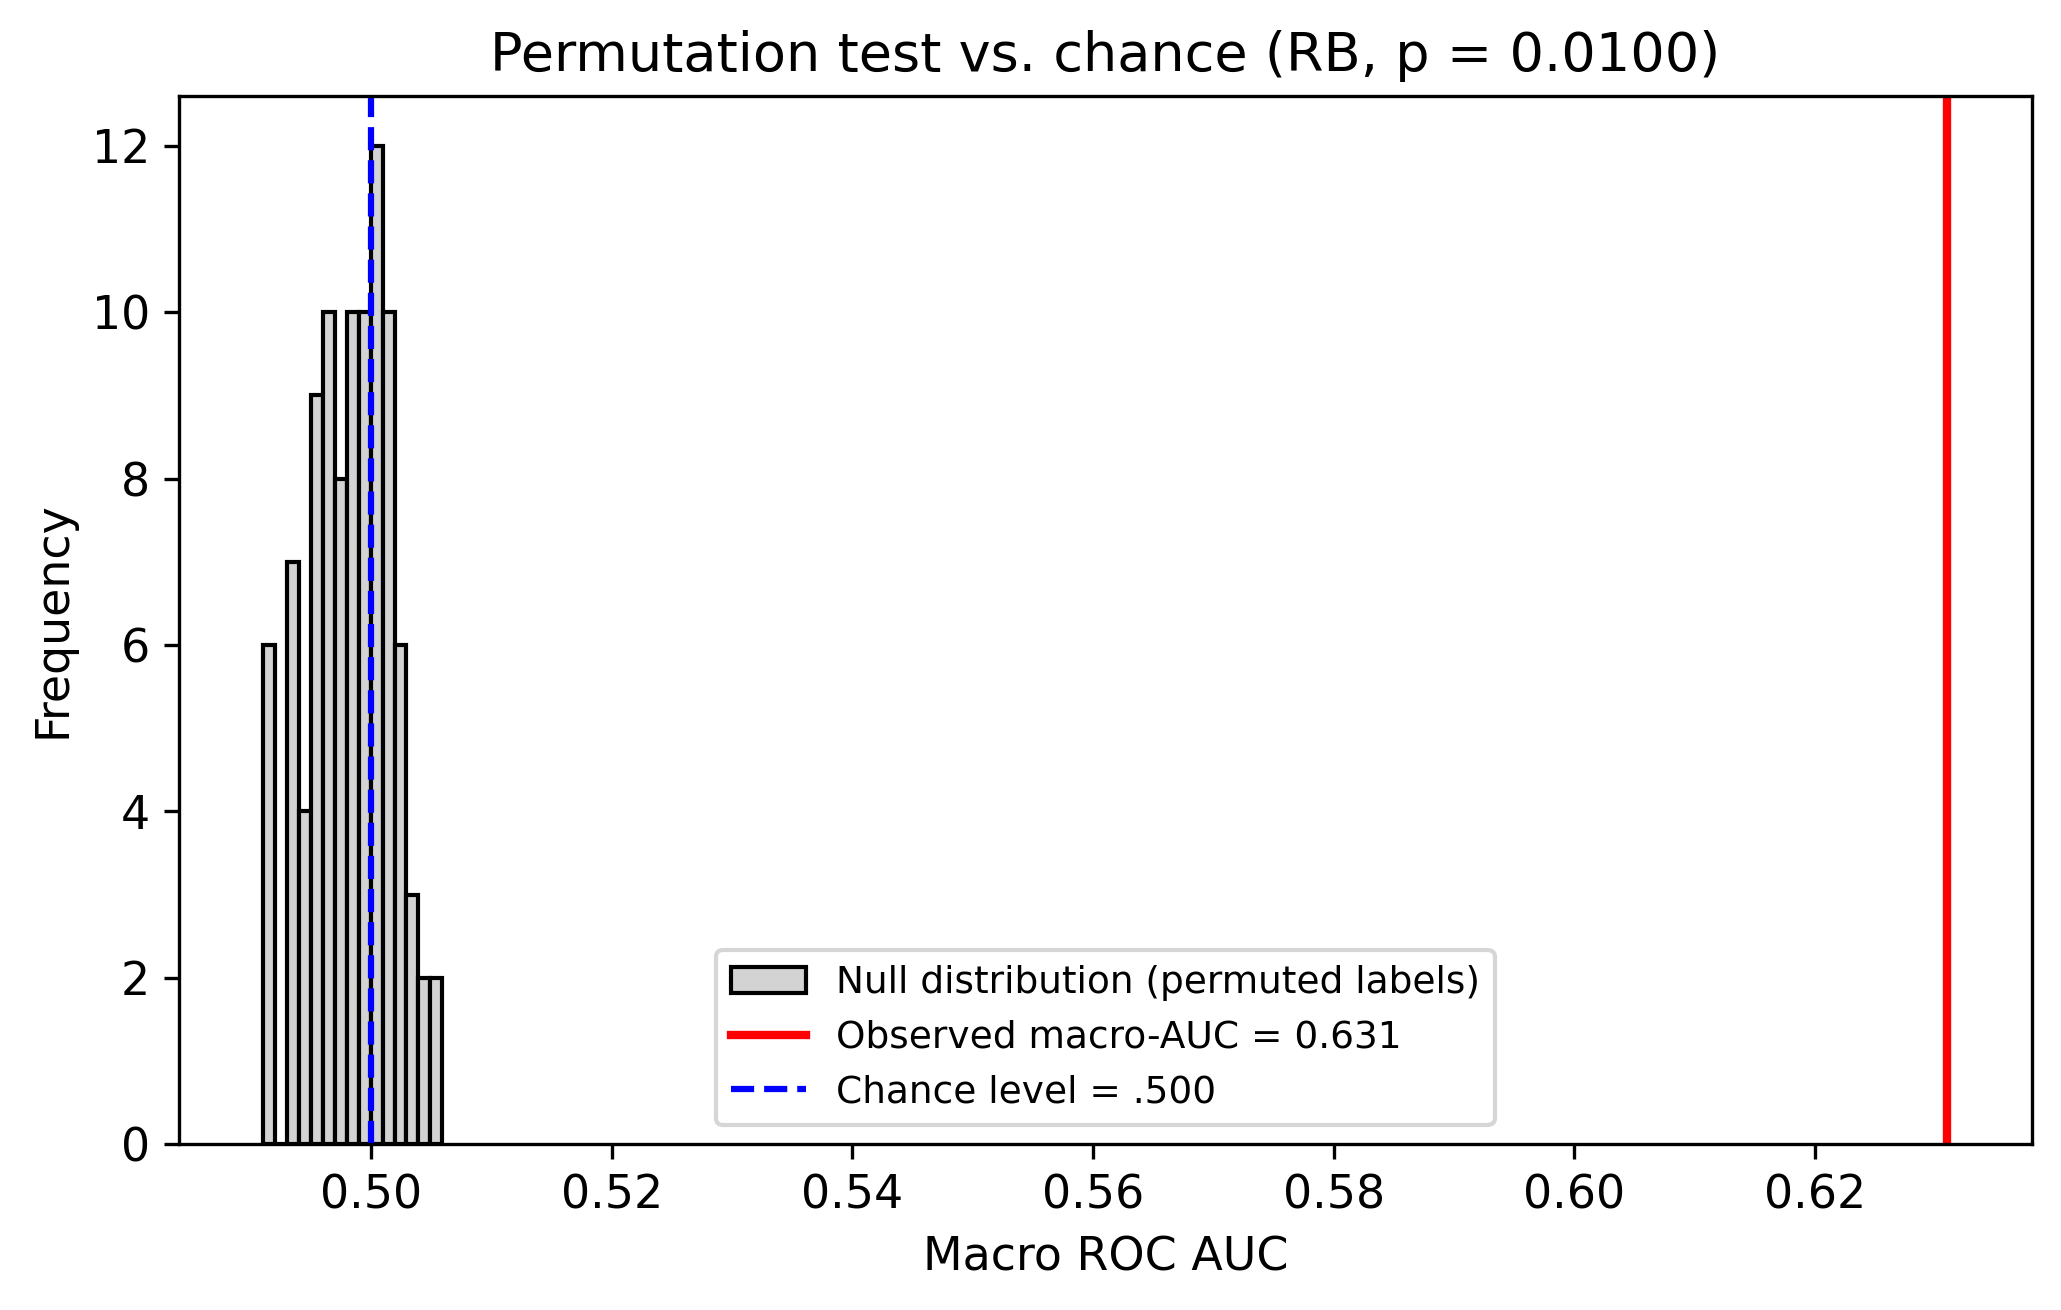 Permutation test vs. chance (RB, p = 0.0100)
12
10
8
6
4
2
0
Frequency
Null distribution (permuted labels)
Observed macro-AUC = 0.631
Chance level = .500
0.50 0.52 0.54 0.56 0.58 0.60 0.62
Macro ROC AUC